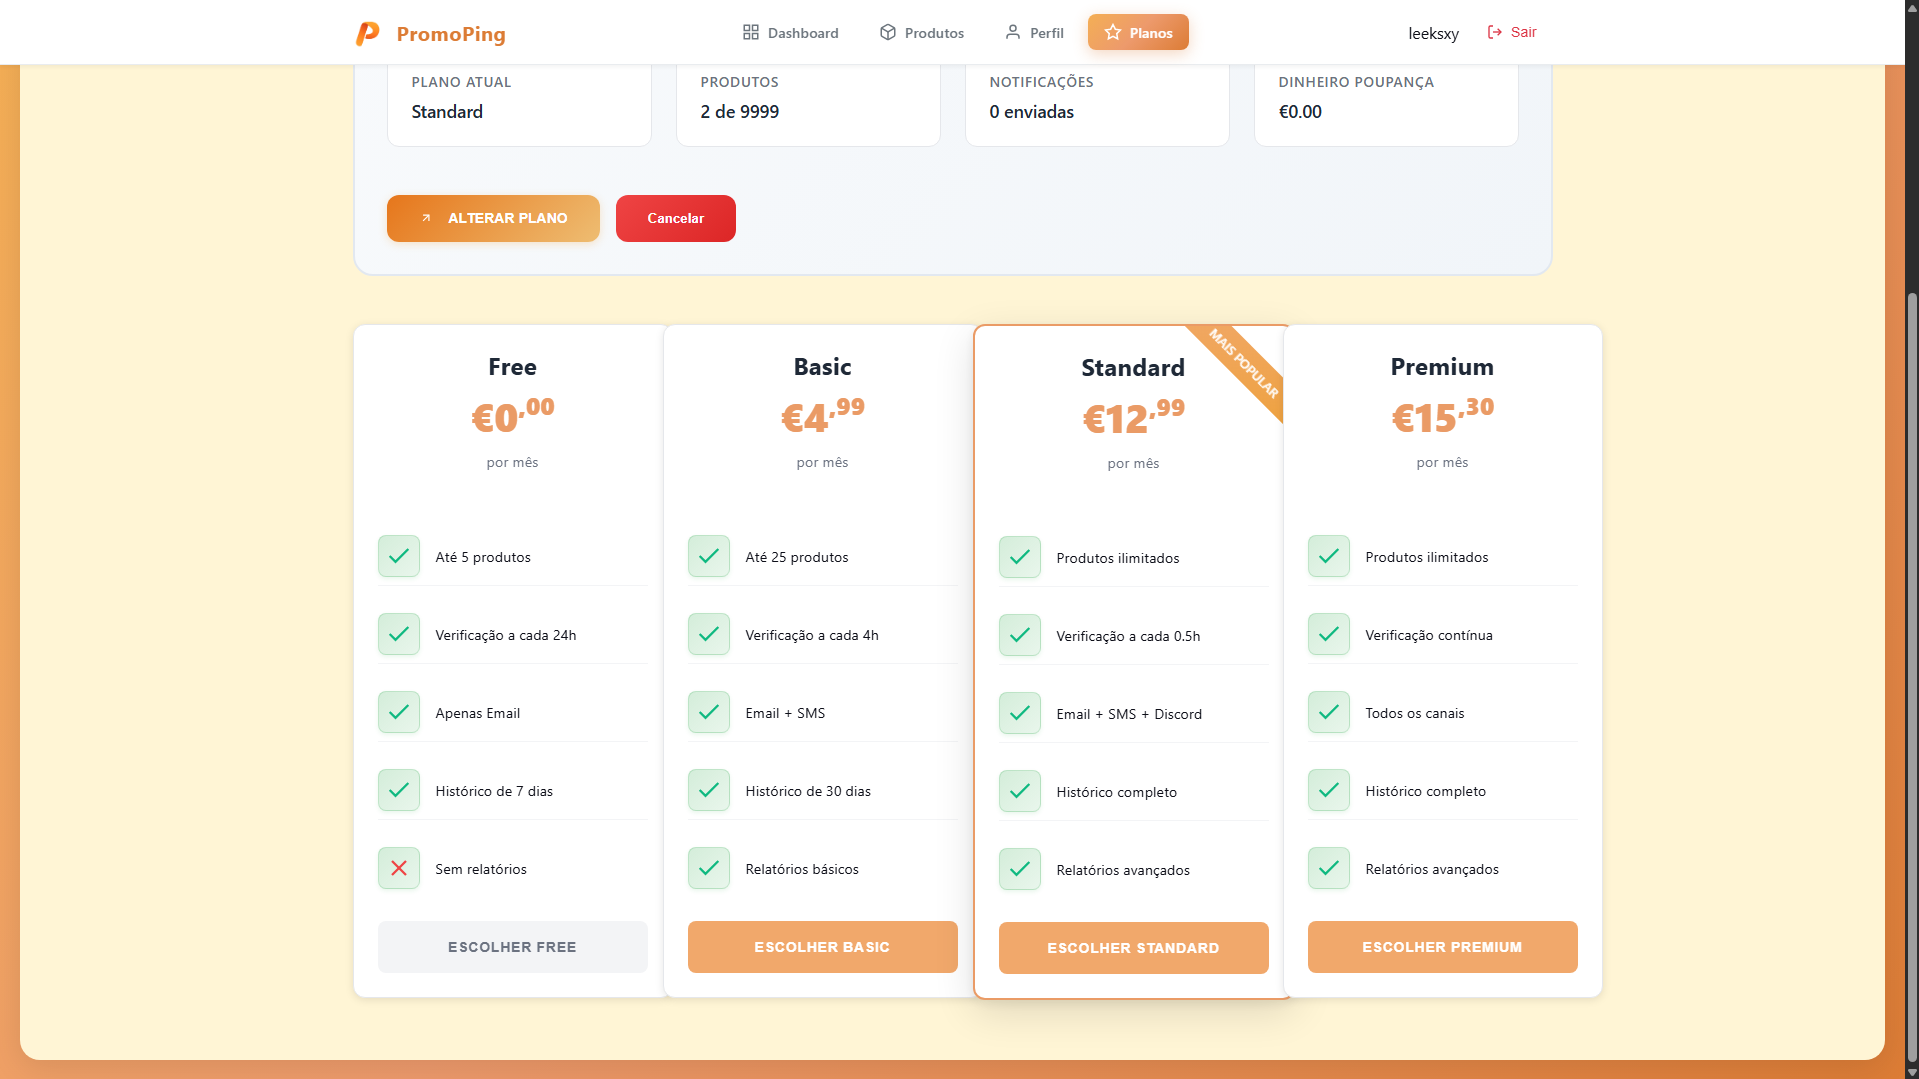 PromoPing
Dashboard
Produtos
Perfil
Planos
leeksxy
Sair
PLANO ATUAL
Standard
PRODUTOS
2 de 9999
NOTIFICAÇÕES
0 enviadas
DINHEIRO POUPANÇA
€0.00
ALTERAR PLANO
Cancelar
Free
€0,00
por mês
Até 5 produtos
Verificação a cada 24h
Apenas Email
Histórico de 7 dias
Sem relatórios
ESCOLHER FREE
Basic
€4,99
por mês
Até 25 produtos
Verificação a cada 4h
Email + SMS
Histórico de 30 dias
Relatórios básicos
ESCOLHER BASIC
MAIS POPULAR
Standard
€12,99
por mês
Produtos ilimitados
Verificação a cada 0.5h
Email + SMS + Discord
Histórico completo
Relatórios avançados
ESCOLHER STANDARD
Premium
€15,30
por mês
Produtos ilimitados
Verificação contínua
Todos os canais
Histórico completo
Relatórios avançados
ESCOLHER PREMIUM